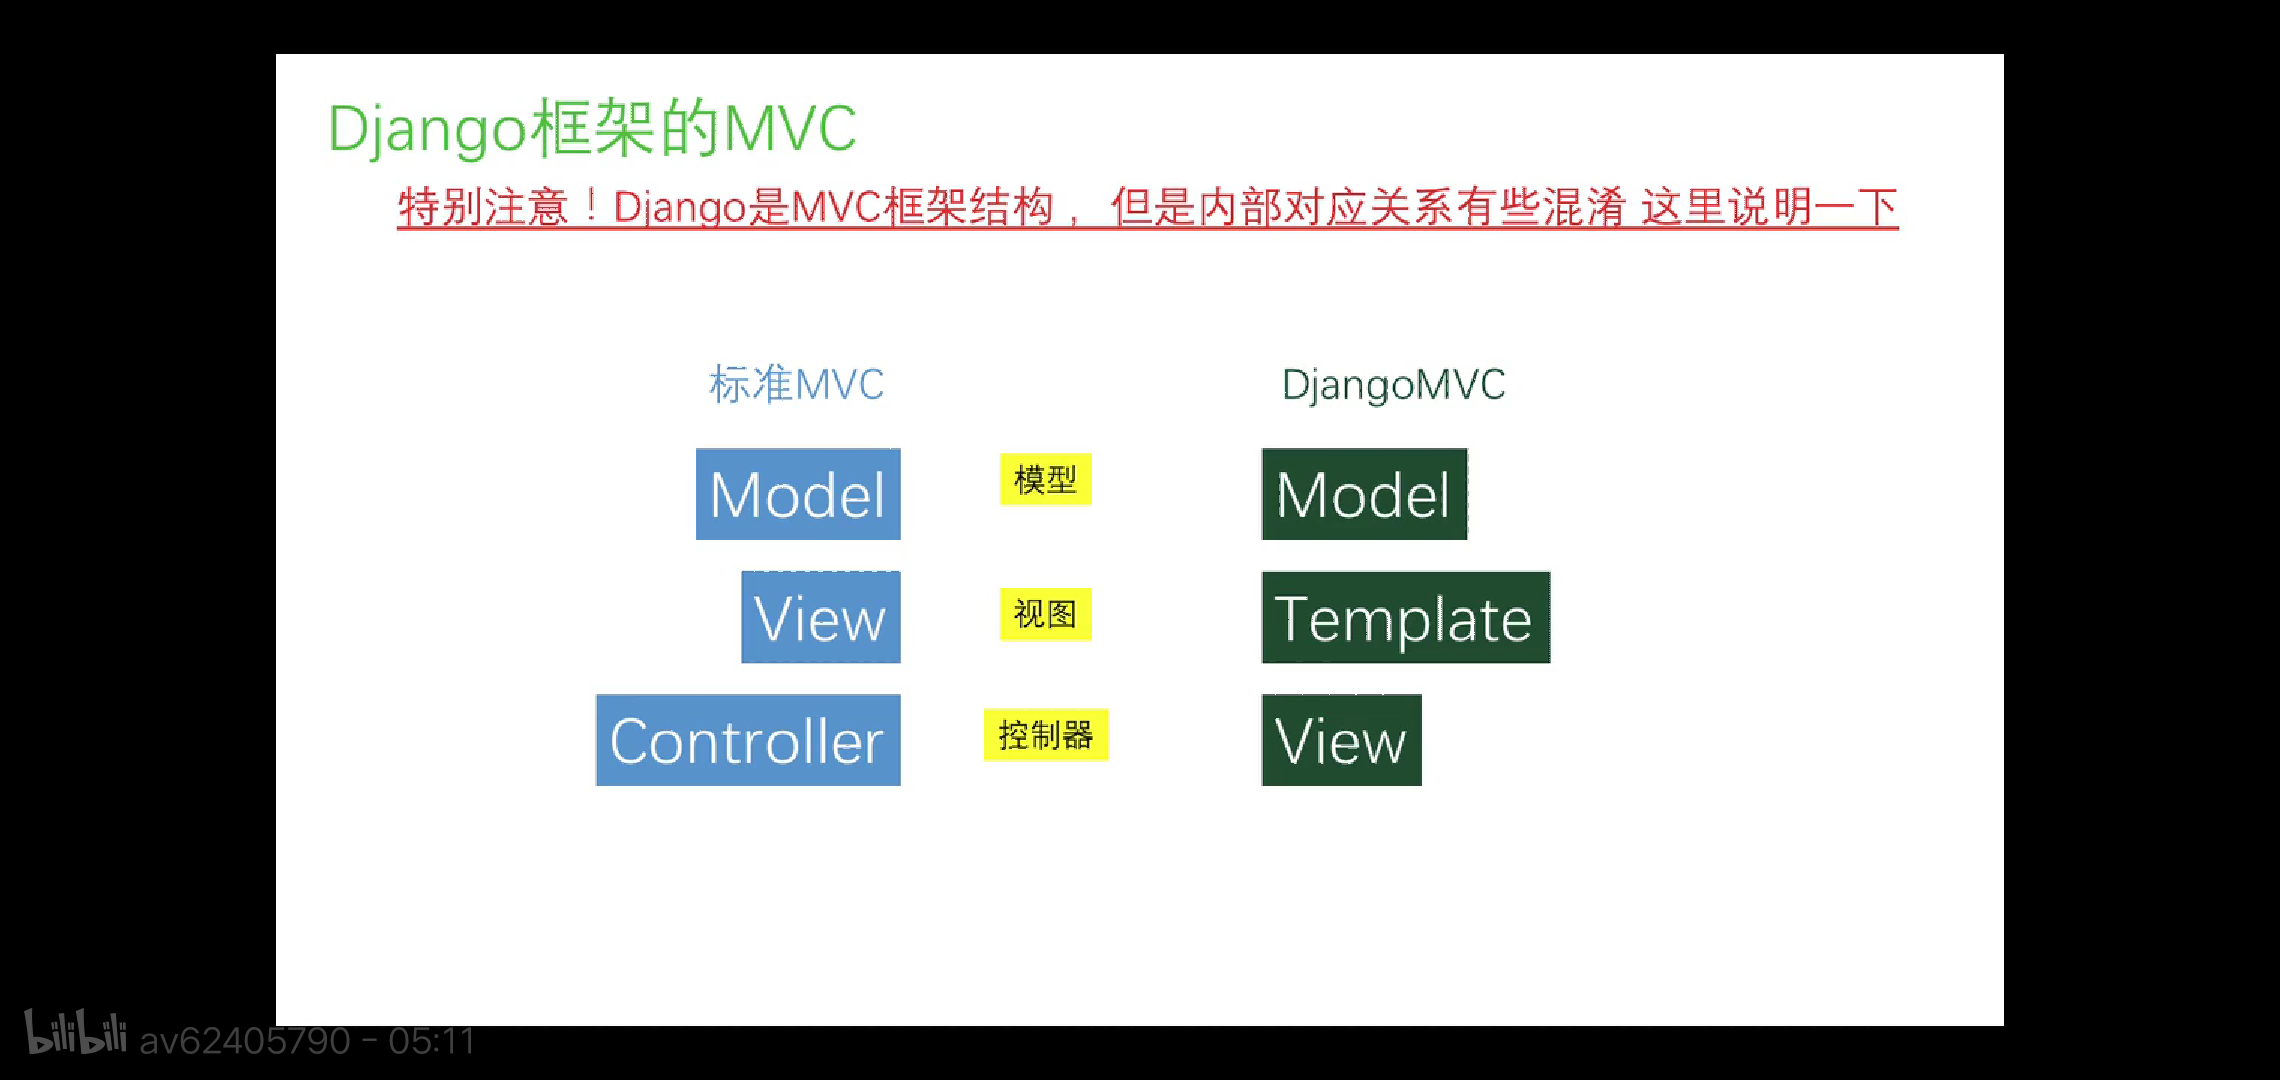 Django框架的MVC
特别注意！Django是MVC框架结构， 但是内部对应关系有些混淆 这里说明一下
标准MVC
DjangoMVC
Model
模型
Model
View
视图
Template
Controller
控制器
View
bilibili av62405790 - 05:11